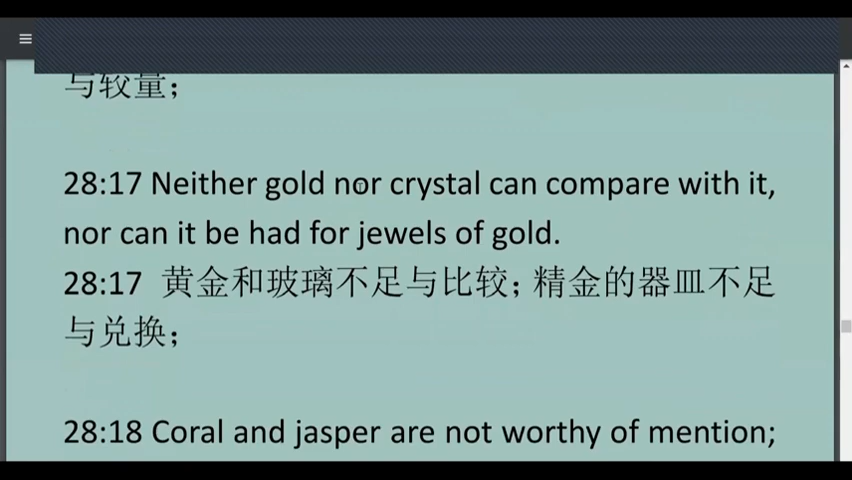 与较量；
28:17 Neither gold nor crystal can compare with it,
nor can it be had for jewels of gold.
28:17 黄金和玻璃不足与比较；精金的器皿不足
与兑换；
28:18 Coral and jasper are not worthy of mention;